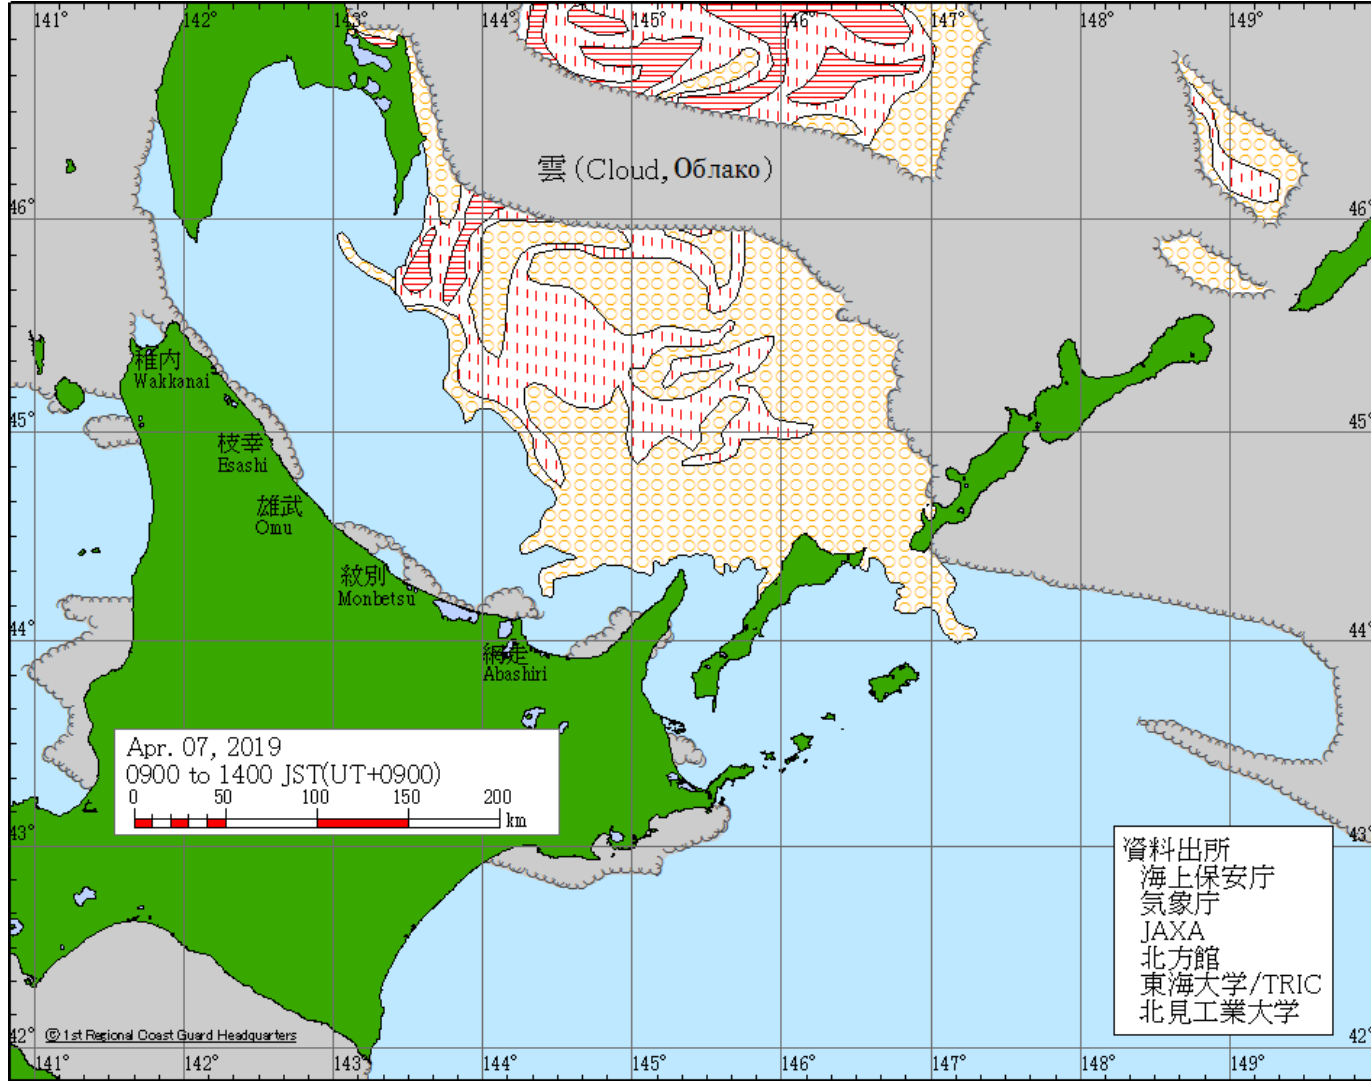 141° 142° 143° 144° 145° 146° 147° 148° 149°
雲 (Cloud, Облако)
46° 46°
稚内
Wakkanai
45° 45°
枝幸
Esashi
雄武
Omu
紋別
Monbetsu
44° 44°
網走
Abashiri
Apr. 07, 2019
0900 to 1400 JST(UT+0900)
0 50 100 150 200
km
43° 43°
資料出所
海上保安庁
気象庁
JAXA
北方館
東海大学/TRIC
北見工業大学
© 1st Regional Coast Guard Headquarters
42° 42°
141° 142° 143° 144° 145° 146° 147° 148° 149°